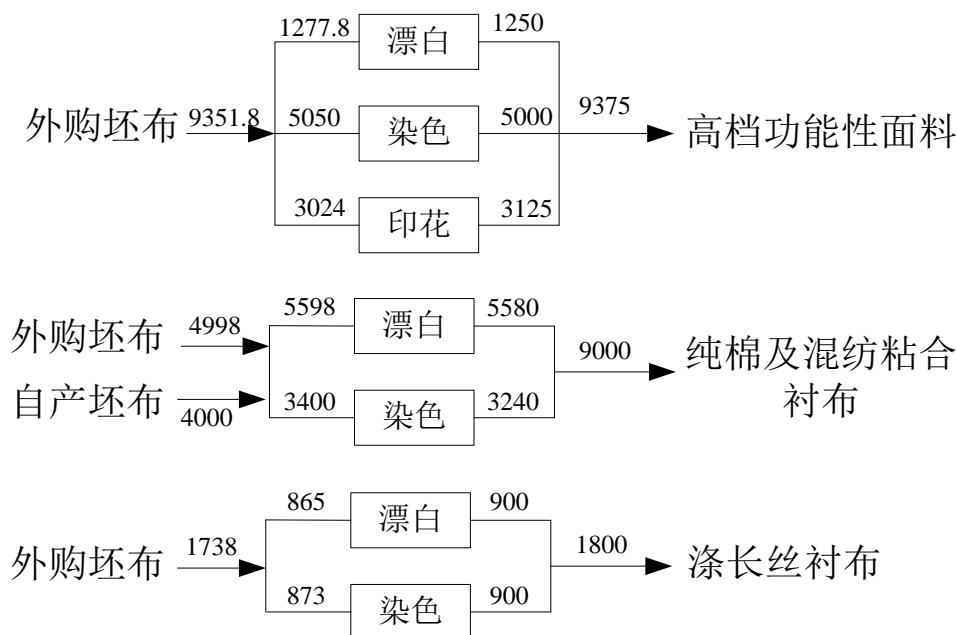 1277.8
漂白
1250
外购坯布
9351.8
5050
染色
5000
9375
高档功能性面料
3024
印花
3125
外购坯布
4998
5598
漂白
5580
9000
纯棉及混纺粘合
衬布
自产坯布
4000
3400
染色
3240
外购坯布
1738
865
漂白
900
1800
涤长丝衬布
873
染色
900